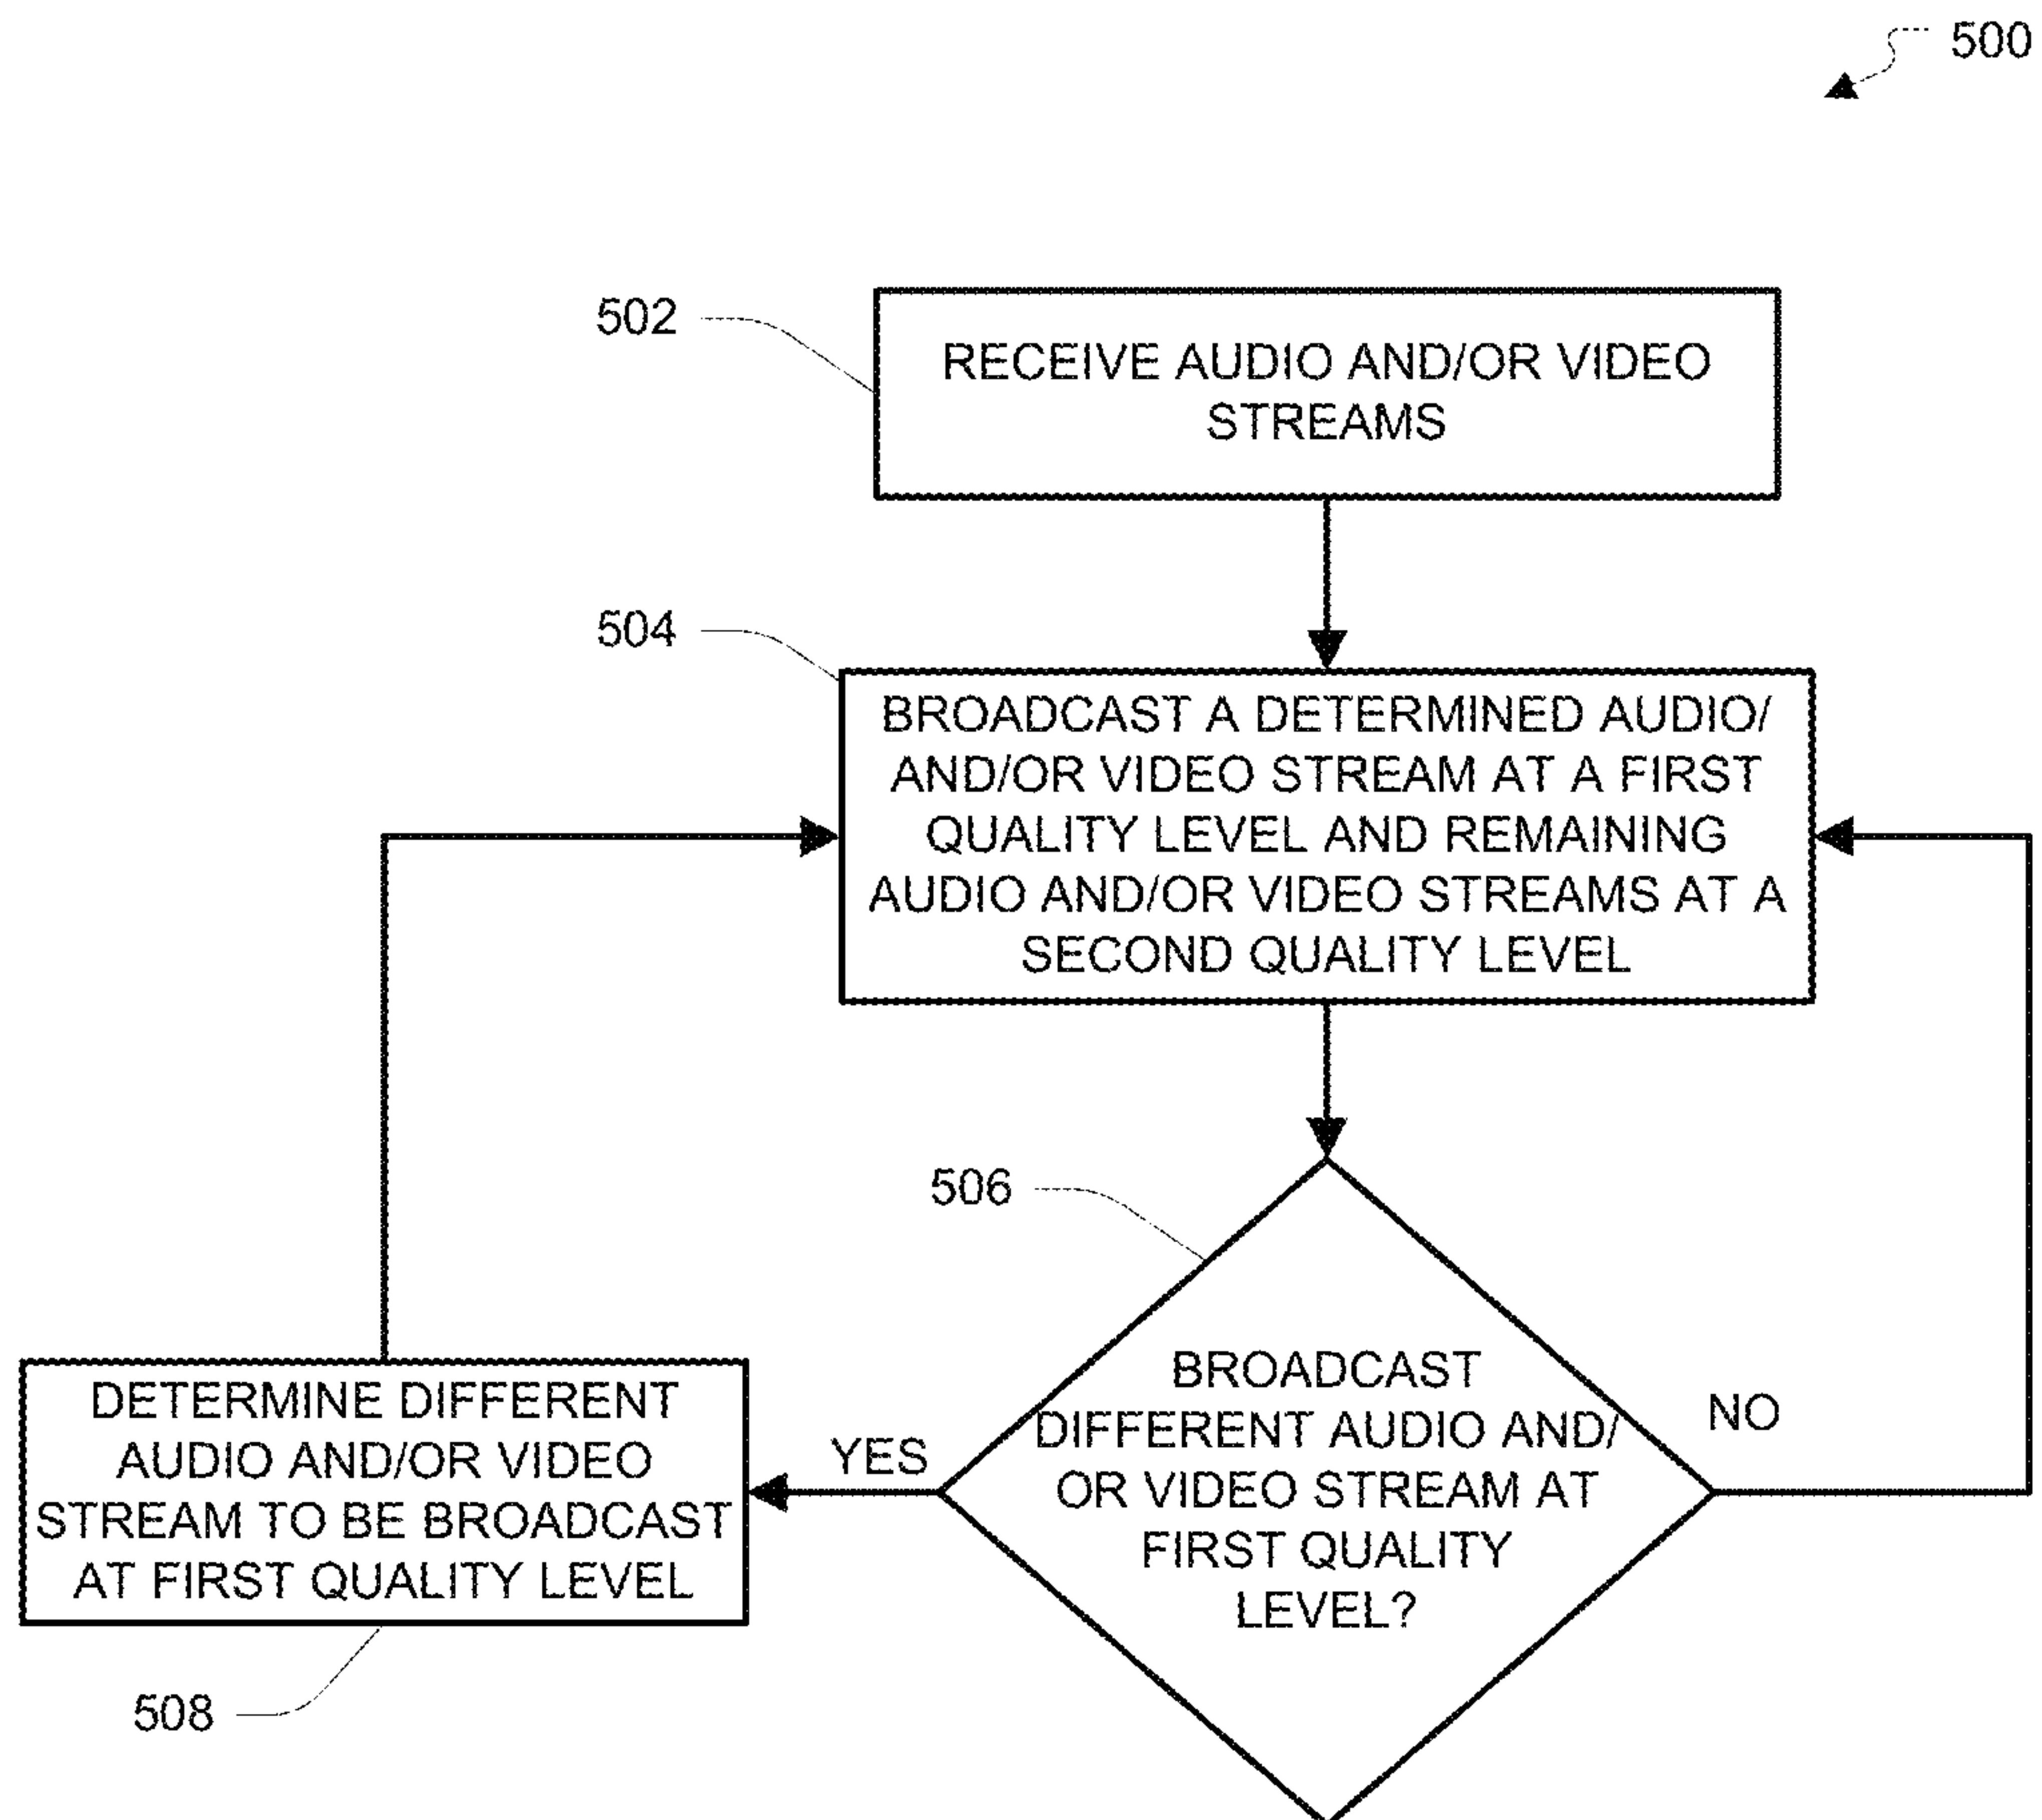 500
502
RECEIVE AUDIO AND/OR VIDEO
STREAMS
504
BROADCAST A DETERMINED AUDIO/
AND/OR VIDEO STREAM AT A FIRST
QUALITY LEVEL AND REMAINING
AUDIO AND/OR VIDEO STREAMS AT A
SECOND QUALITY LEVEL
506
BROADCAST
DIFFERENT AUDIO AND/
OR VIDEO STREAM AT
FIRST QUALITY
LEVEL?
NO
YES
DETERMINE DIFFERENT
AUDIO AND/OR VIDEO
STREAM TO BE BROADCAST
AT FIRST QUALITY LEVEL
508